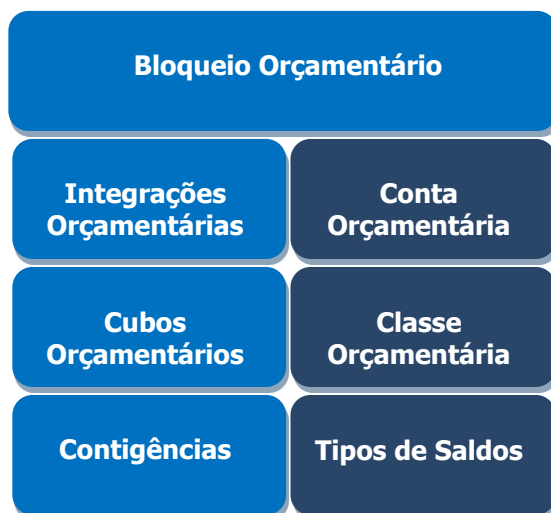 Bloqueio Orçamentário
Integrações
Orçamentárias
Conta
Orçamentária
Cubos
Orçamentários
Classe
Orçamentária
Contigências
Tipos de Saldos